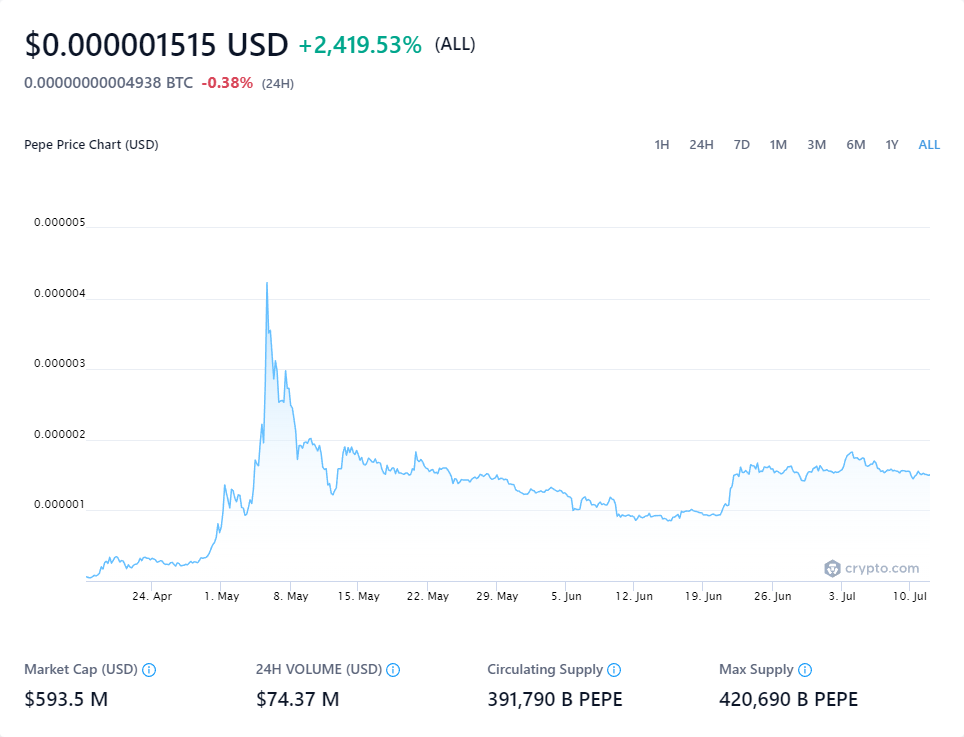 $0.000001515 USD +2,419.53% (ALL)
0.00000000004938 BTC -0.38% (24H)
Pepe Price Chart (USD) 1H 24H 7D 1M 3M 6M 1Y ALL
0.000005
0.000004
0.000003
0.000002
0.000001
crypto.com
24. Apr 1. May 8. May 15. May 22. May 29. May 5. Jun 12. Jun 19. Jun 26. Jun 3. Jul 10. Jul
Market Cap (USD) 24H VOLUME (USD) Circulating Supply Max Supply
$593.5 M $74.37 M 391,790 B PEPE 420,690 B PEPE